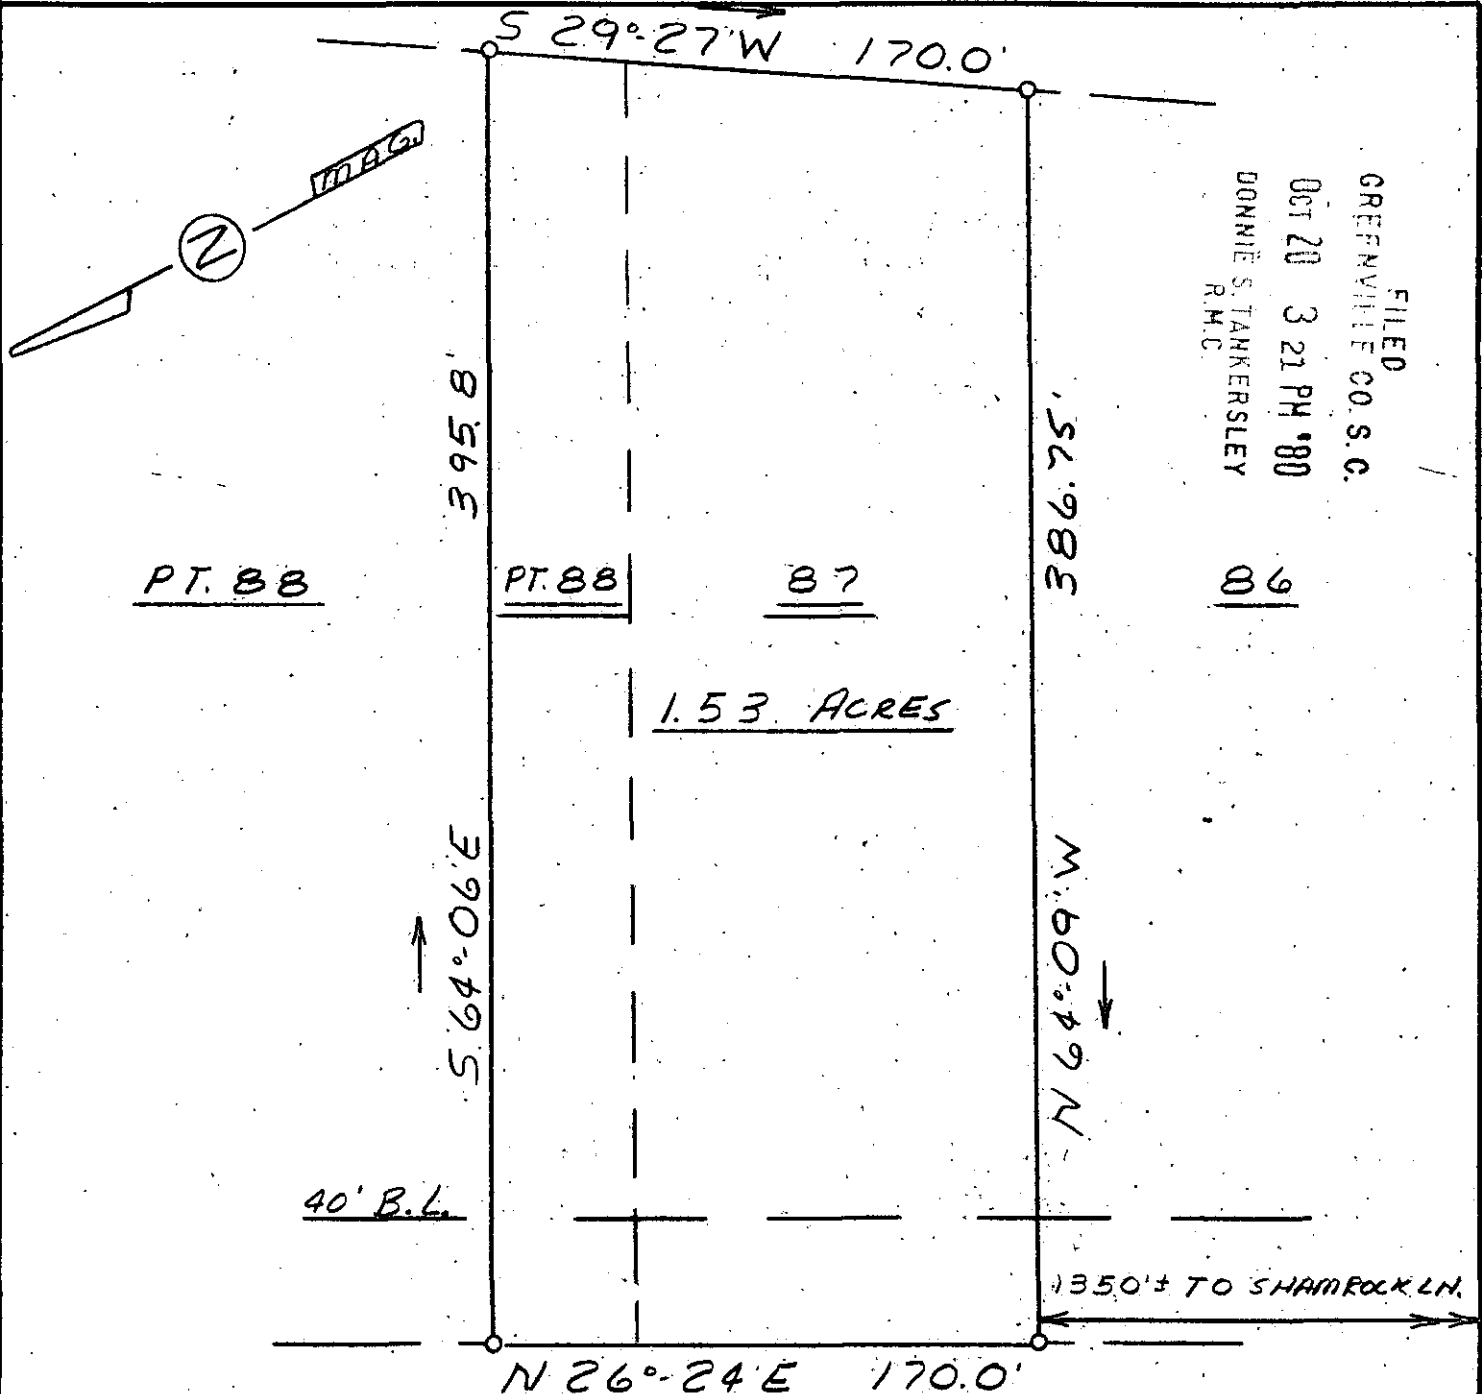 S 29°-27'W 170.0'
MAG.
N
FILED
GREENVILLE CO. S. C.
OCT 20 3 21 PM '80
DONNIE S. TANKERSLEY
R.M.C
395.8'
386.75'
PT. 88
PT. 88
87
86
1.53 ACRES
S 64°-06'E
N 64°-09'W
40' B.L.
1350'± TO SHAMROCK LN.
N 26°-24'E 170.0'